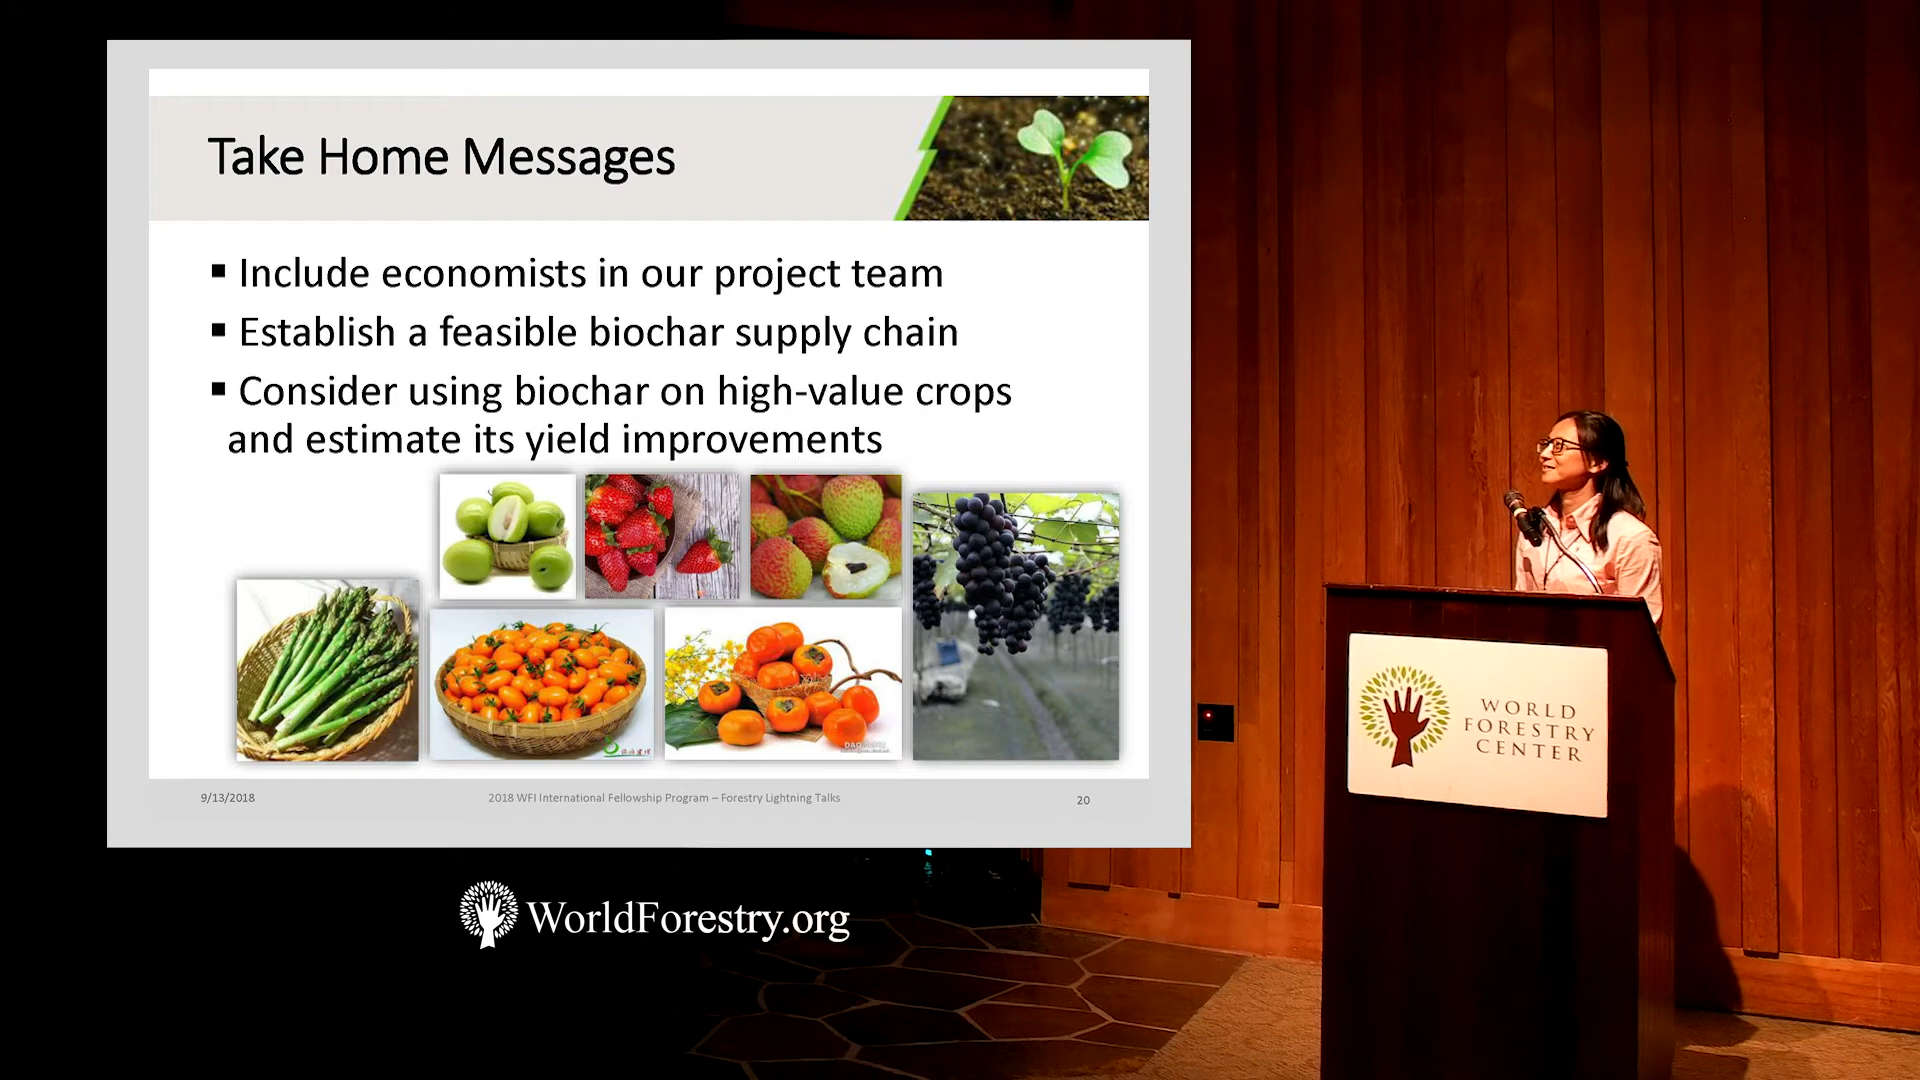 Take Home Messages
▪ Include economists in our project team
▪ Establish a feasible biochar supply chain
▪ Consider using biochar on high-value crops
and estimate its yield improvements
9/13/2018
2018 WFI International Fellowship Program – Forestry Lightning Talks
20
WORLD
FORESTRY
CENTER
WorldForestry.org